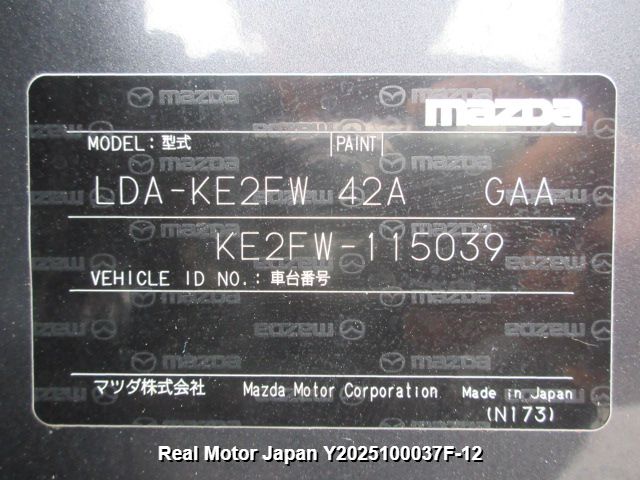 mazda
MODEL: 型式 PAINT
LDA-KE2FW 42A GAA
KE2FW-115039
VEHICLE ID NO.: 車台番号
マツダ株式会社 Mazda Motor Corporation Made in Japan
(N173)
Real Motor Japan Y2025100037F-12